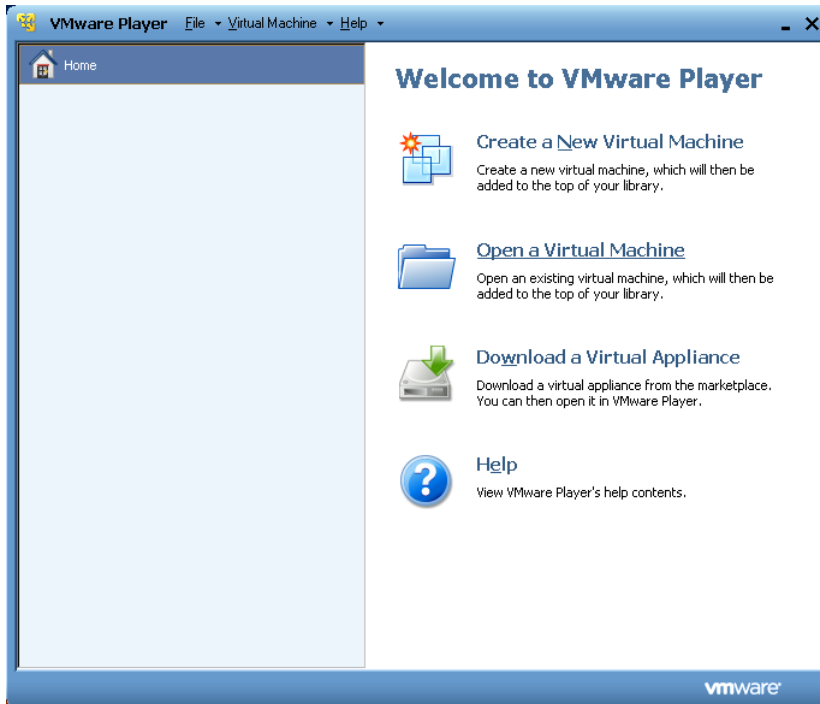 VMware Player File Virtual Machine Help
Home
Welcome to VMware Player
Create a New Virtual Machine
Create a new virtual machine, which will then be
added to the top of your library.
Open a Virtual Machine
Open an existing virtual machine, which will then be
added to the top of your library.
Download a Virtual Appliance
Download a virtual appliance from the marketplace.
You can then open it in VMware Player.
Help
View VMware Player's help contents.
vmware